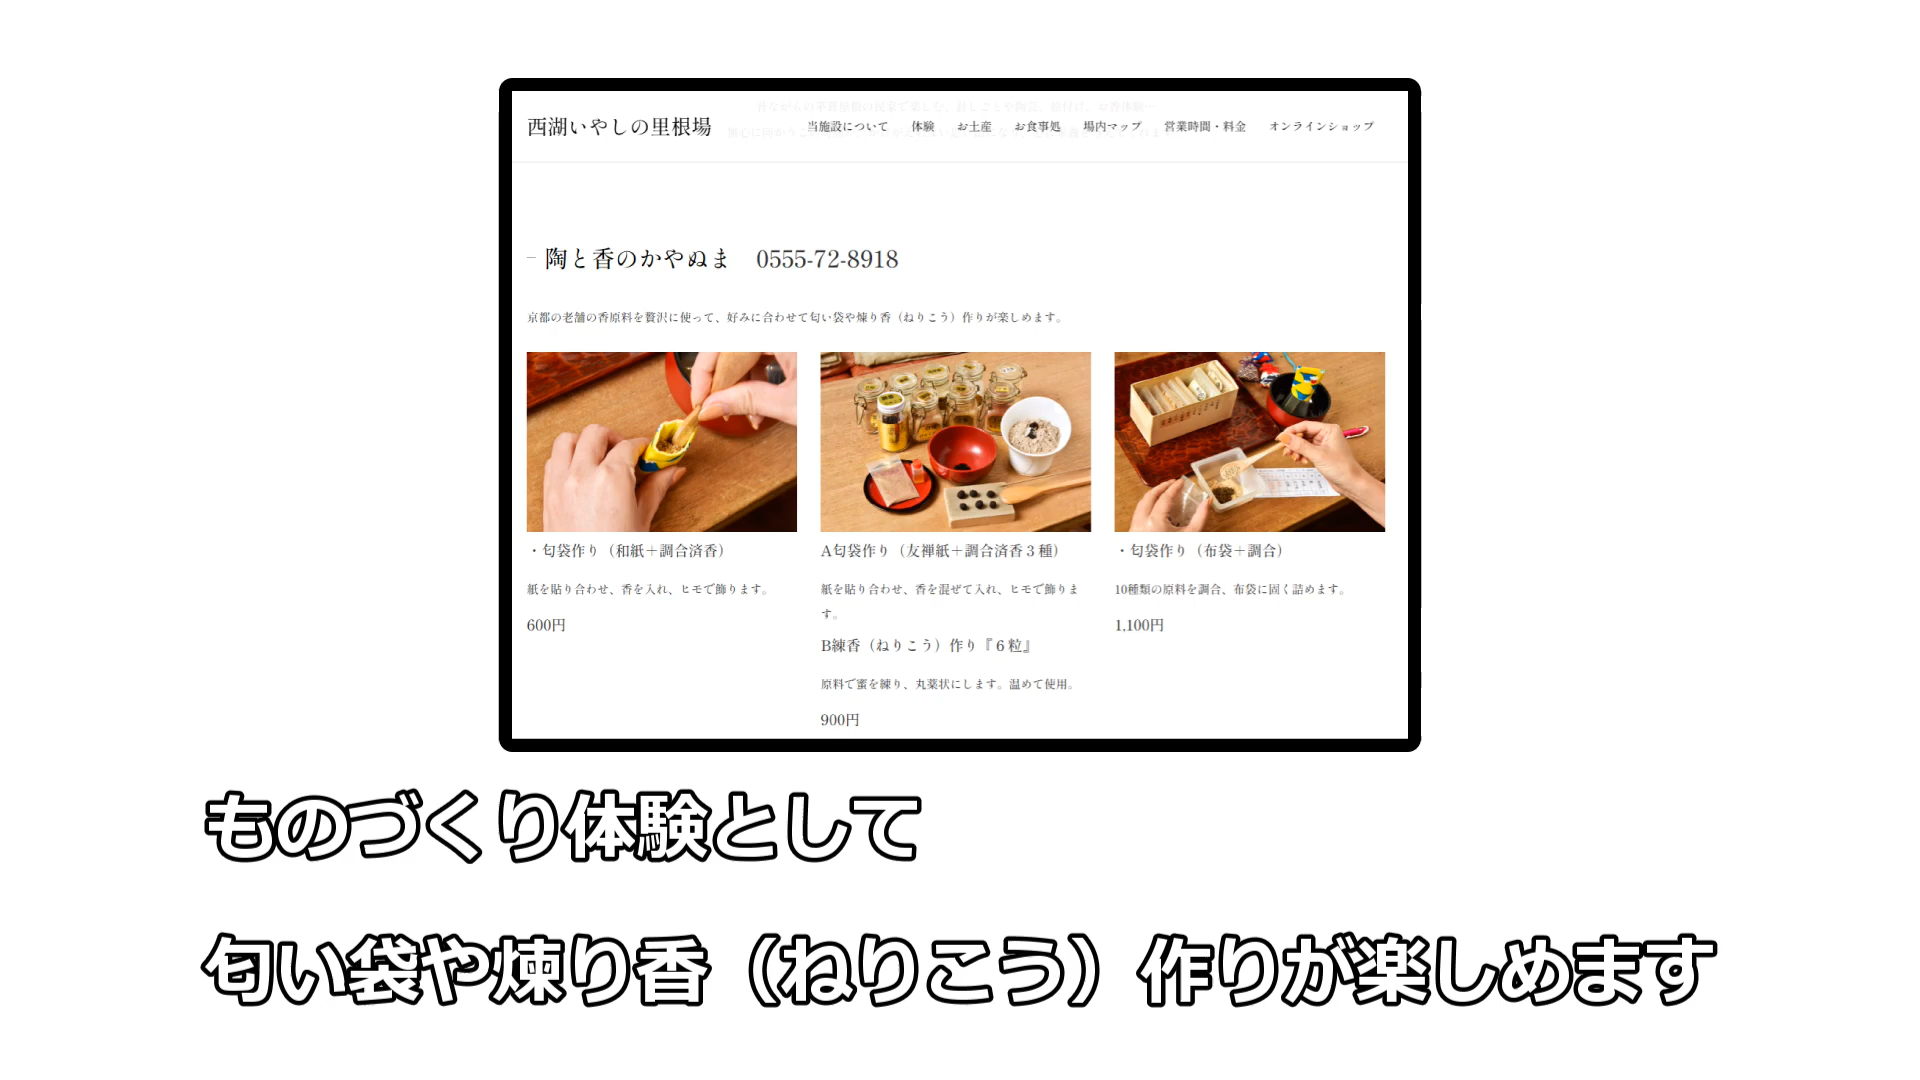 西湖いやしの里根場
当施設について 体験 お土産 お食事処 場内マップ 営業時間・料金 オンラインショップ
陶と香のかやぬま 0555-72-8918
京都の老舗の香原料を贅沢に使って、好みに合わせて匂い袋や煉り香（ねりこう）作りが楽しめます。
・匂袋作り（和紙＋調合済香）
紙を貼り合わせ、香を入れ、ヒモで飾ります。
600円
A匂袋作り（友禅紙＋調合済香３種）
紙を貼り合わせ、香を混ぜて入れ、ヒモで飾りま
す。
B練香（ねりこう）作り『６粒』
原料で蜜を練り、丸薬状にします。温めて使用。
900円
・匂袋作り（布袋＋調合）
10種類の原料を調合、布袋に固く詰めます。
1,100円
ものづくり体験として
匂い袋や煉り香（ねりこう）作りが楽しめます